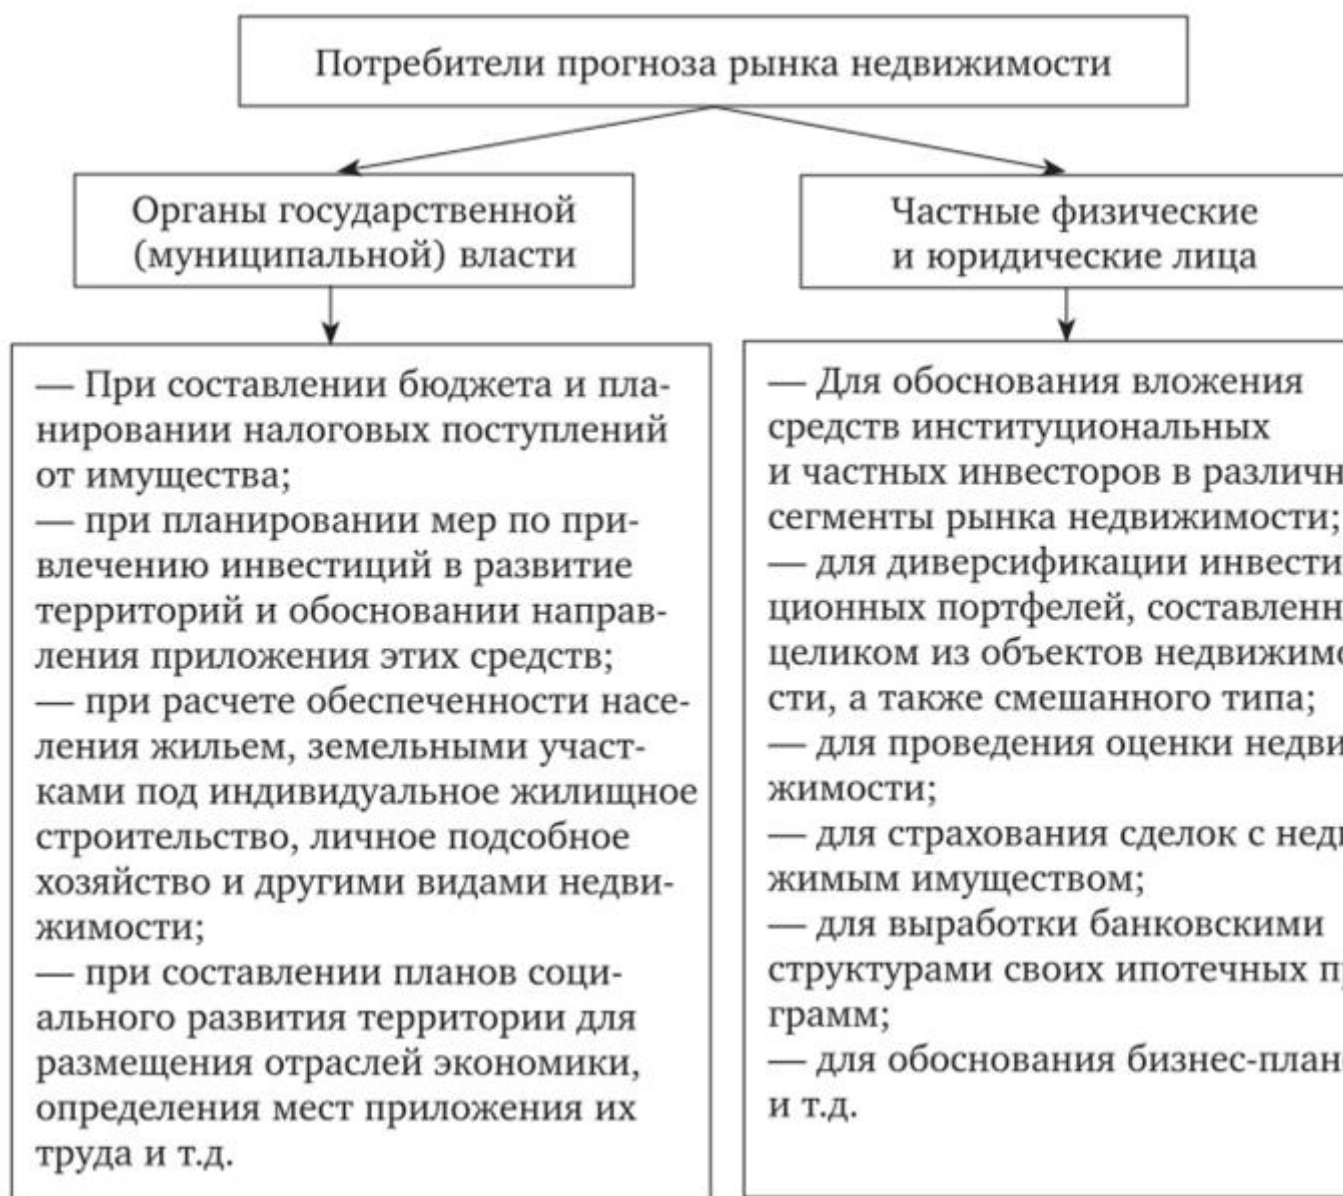 Потребители прогноза рынка недвижимости
Органы государственной
(муниципальной) власти
— При составлении бюджета и пла-
нировании налоговых поступлений
от имущества;
— при планировании мер по при-
влечению инвестиций в развитие
территорий и обосновании направ-
ления приложения этих средств;
— при расчете обеспеченности насе-
ления жильем, земельными участ-
ками под индивидуальное жилищное
строительство, личное подсобное
хозяйство и другими видами недви-
жимости;
— при составлении планов соци-
ального развития территории для
размещения отраслей экономики,
определения мест приложения их
труда и т.д.
Частные физические
и юридические лица
— Для обоснования вложения
средств институциональных
и частных инвесторов в различн
сегменты рынка недвижимости;
— для диверсификации инвести
ционных портфелей, составленн
целиком из объектов недвижимо
сти, а также смешанного типа;
— для проведения оценки недви
жимости;
— для страхования сделок с нед
жимым имуществом;
— для выработки банковскими
структурами своих ипотечных п
грамм;
— для обоснования бизнес-план
и т.д.